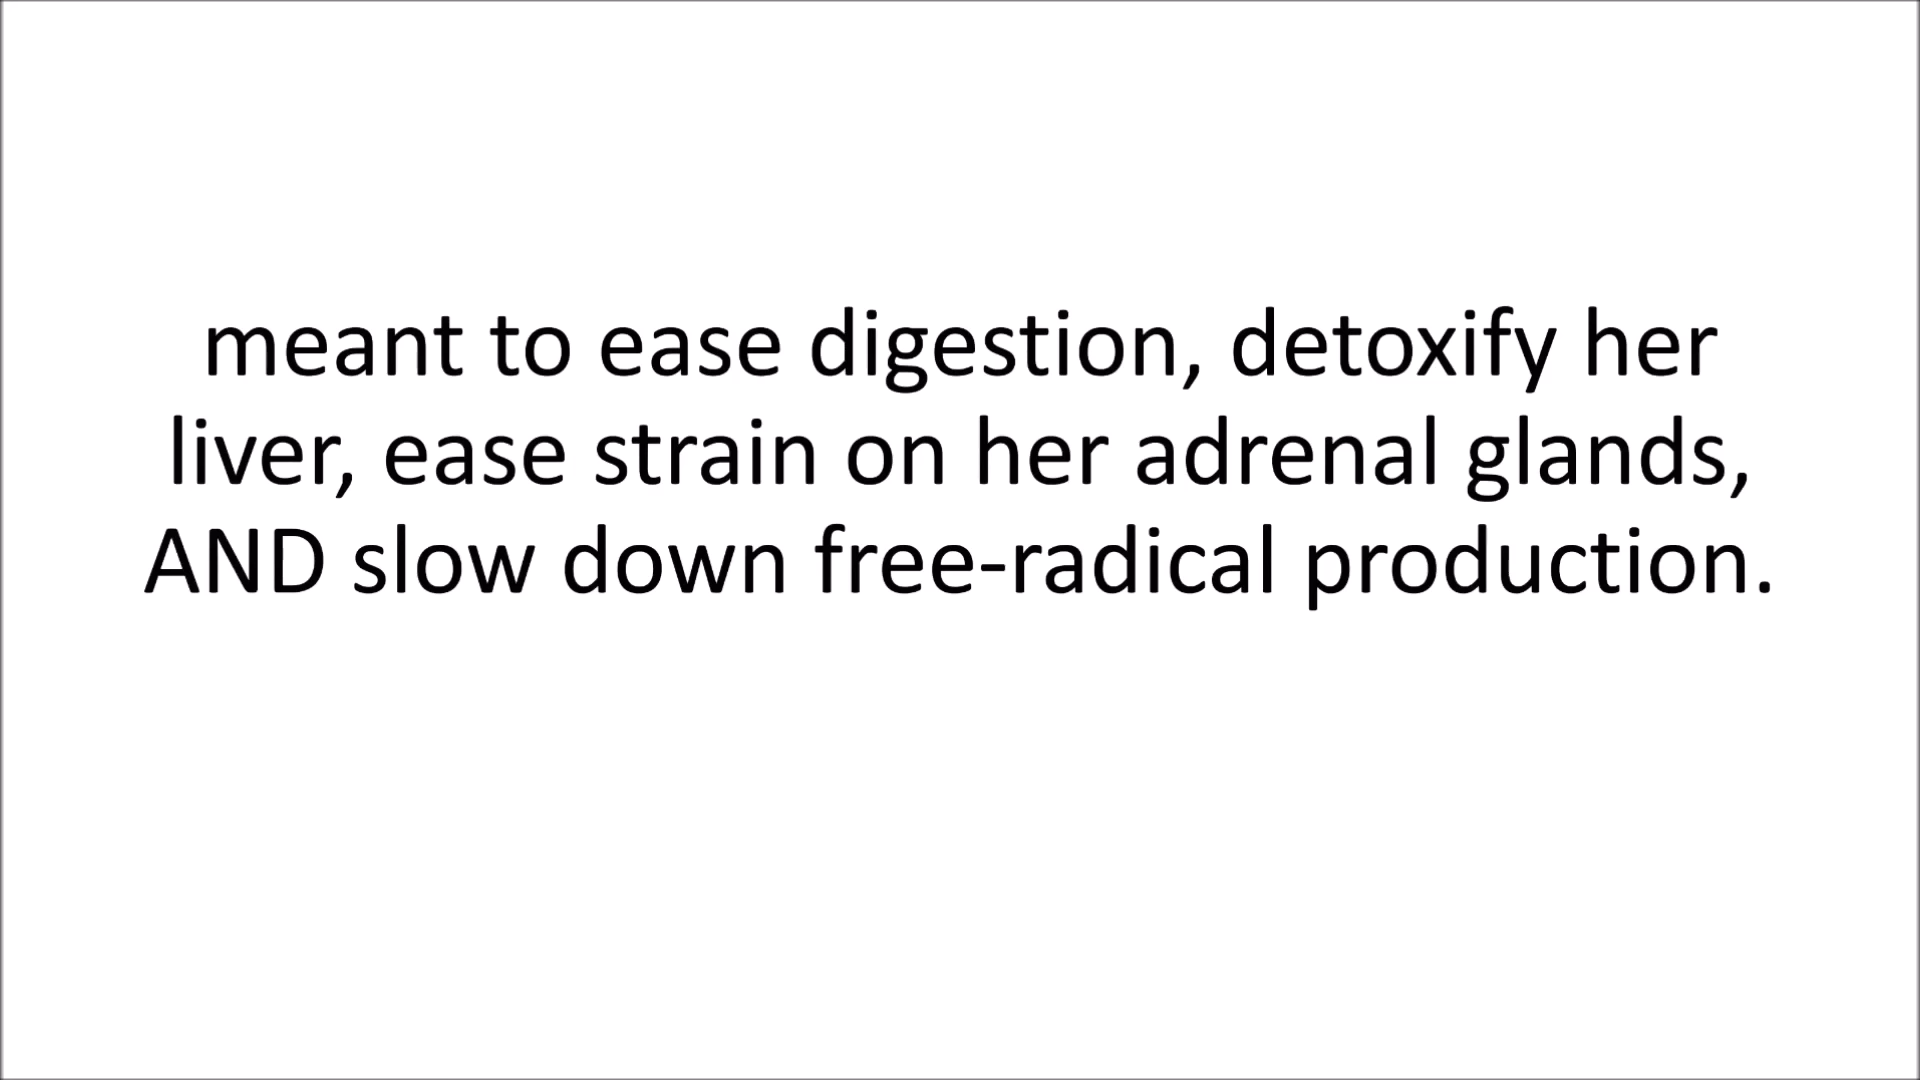 meant to ease digestion, detoxify her
liver, ease strain on her adrenal glands,
AND slow down free-radical production.